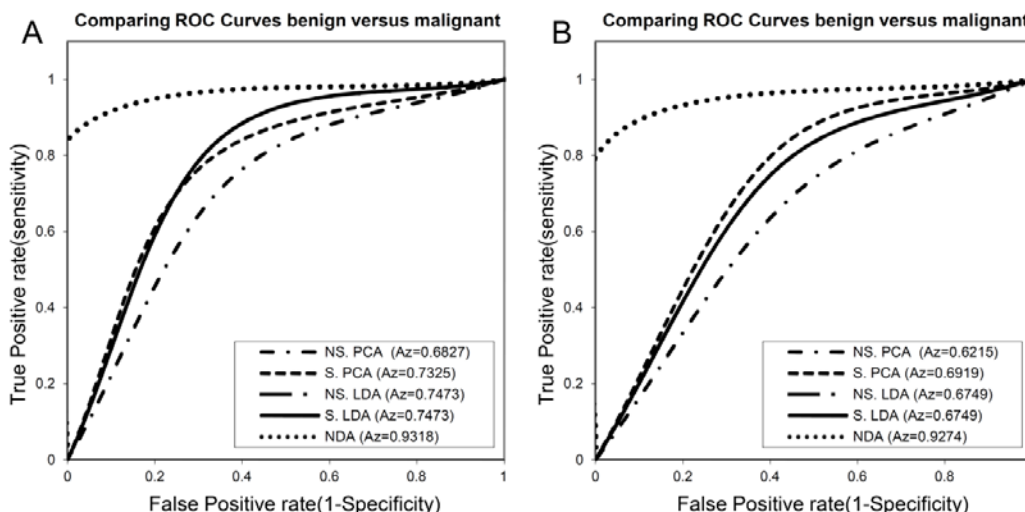 A
Comparing ROC Curves benign versus malignant
True Positive rate(sensitivity)
1
0.8
0.6
0.4
0.2
0
0
0.2
0.4
0.6
0.8
1
False Positive rate(1-Specificity)
NS. PCA (Az=0.6827)
S. PCA (Az=0.7325)
NS. LDA (Az=0.7473)
S. LDA (Az=0.7473)
NDA (Az=0.9318)
B
Comparing ROC Curves benign versus malignant
True Positive rate(sensitivity)
1
0.8
0.6
0.4
0.2
0
0
0.2
0.4
0.6
0.8
False Positive rate(1-Specificity)
NS. PCA (Az=0.6215)
S. PCA (Az=0.6919)
NS. LDA (Az=0.6749)
S. LDA (Az=0.6749)
NDA (Az=0.9274)